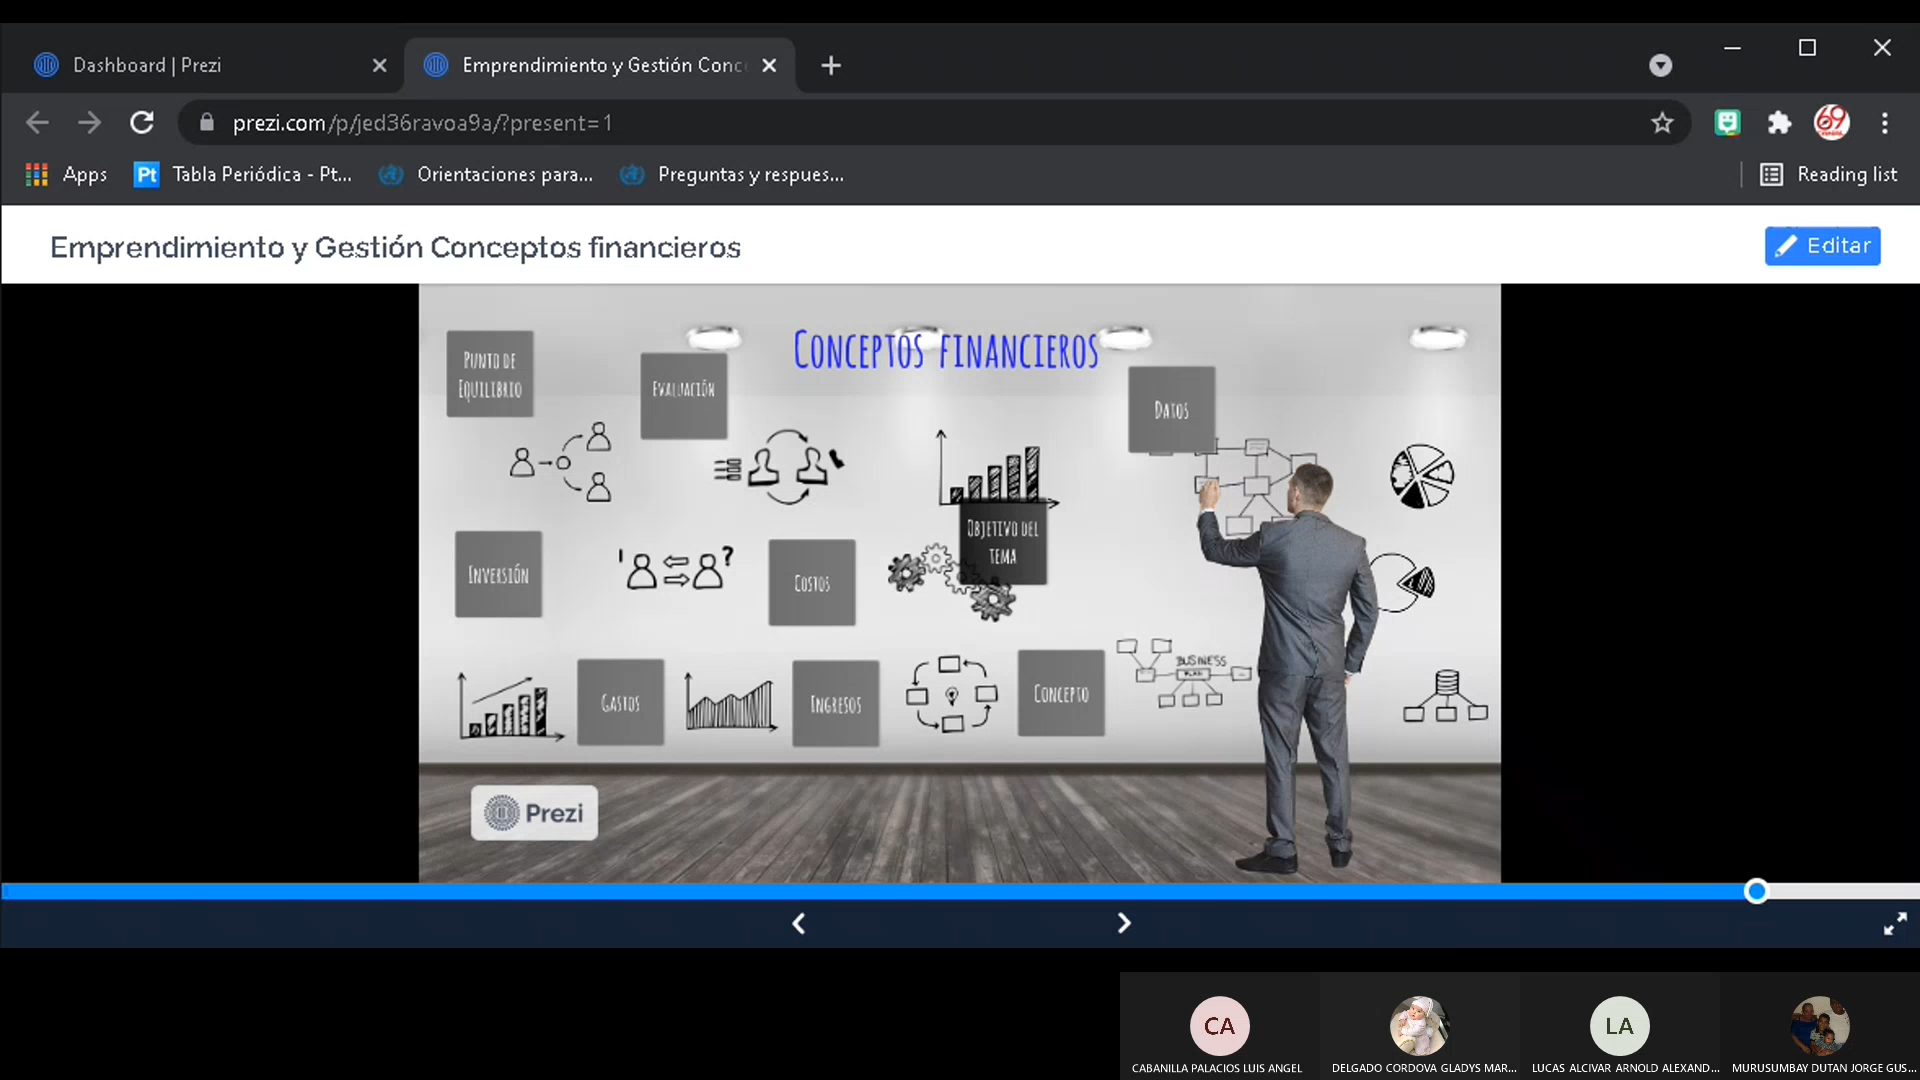 Dashboard | Prezi
Emprendimiento y Gestión Conc
prezi.com/p/jed36ravoa9a/?present=1
Apps
Pt
Tabla Periódica - Pt...
Orientaciones para...
Preguntas y respues...
Reading list
Emprendimiento y Gestión Conceptos financieros
Editar
CONCEPTOS FINANCIEROS
PUNTO DE
EQUILIBRIO
EVALUACIÓN
DATOS
OBJETIVO DEL
TEMA
INVERSIÓN
COSTOS
GASTOS
INGRESOS
CONCEPTO
BUSINESS
PLAN
Prezi
CA
LA
CABANILLA PALACIOS LUIS ANGEL
DELGADO CORDOVA GLADYS MAR...
LUCAS ALCIVAR ARNOLD ALEXAND...
MURUSUMBAY DUTAN JORGE GUS...